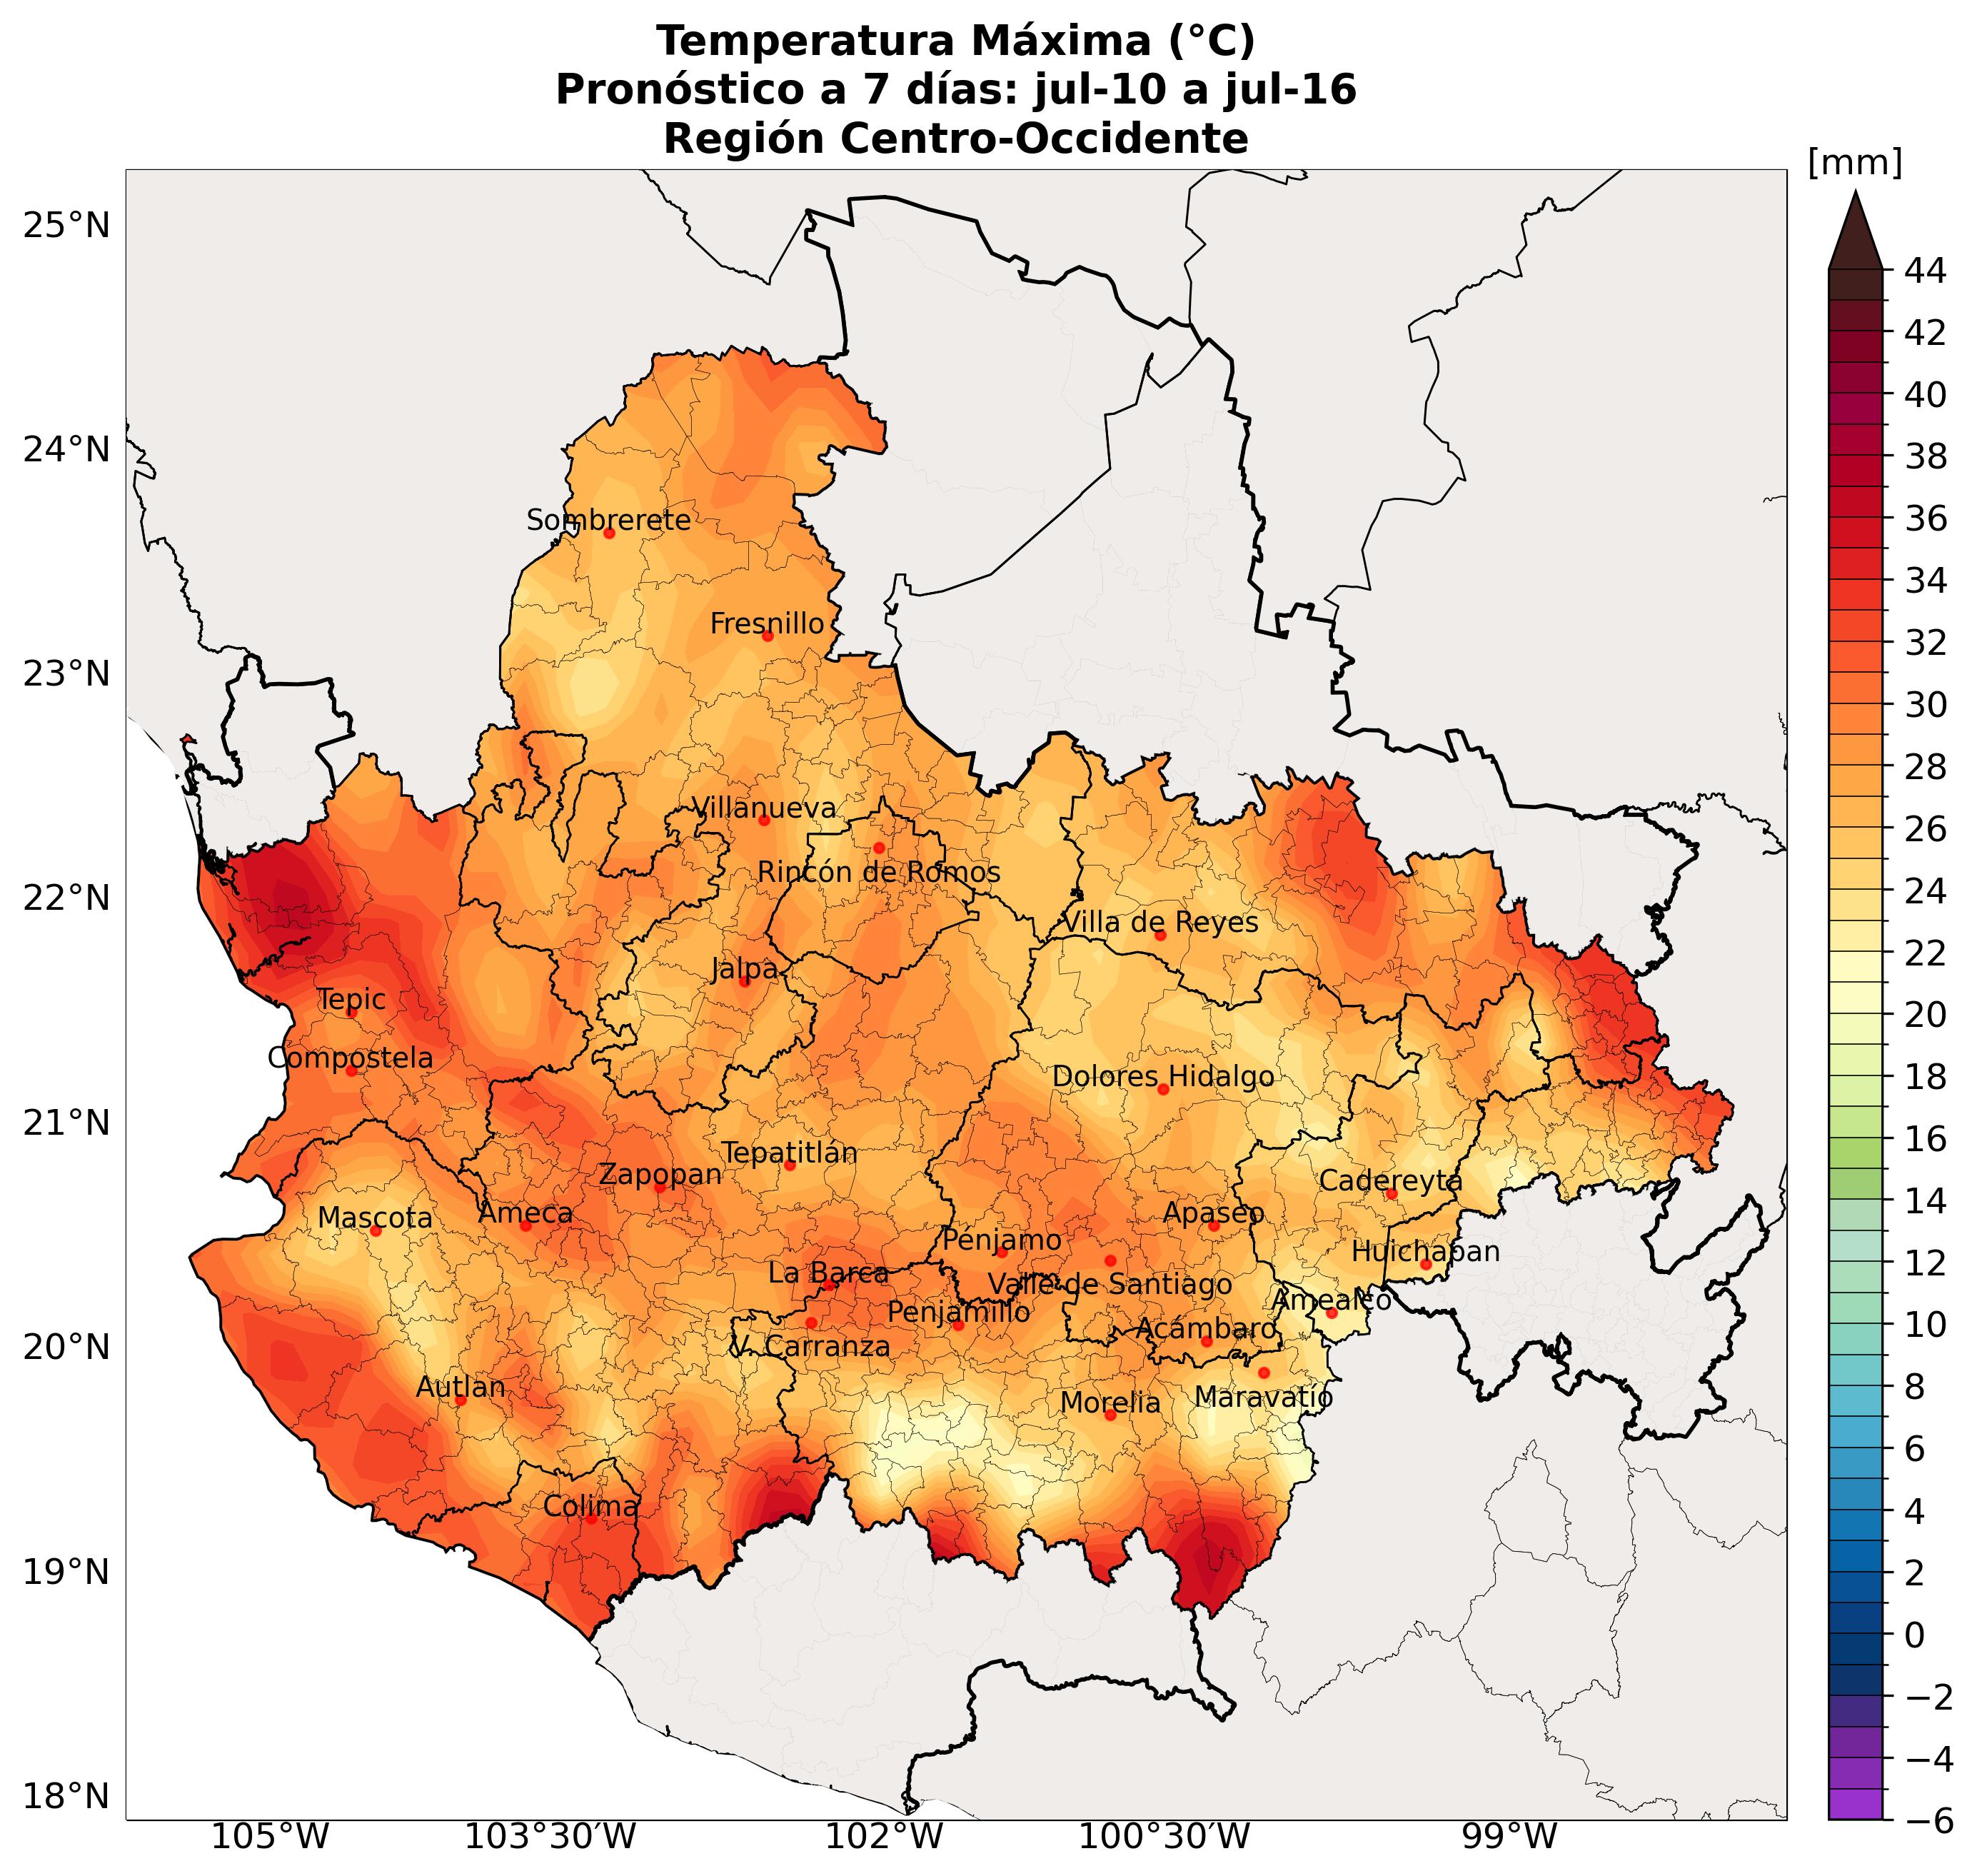 Temperatura Máxima (°C)
Pronóstico a 7 días: jul-10 a jul-16
Región Centro-Occidente
[mm]
25°N
24°N
23°N
22°N
21°N
20°N
19°N
18°N
Sombrerete
Fresnillo
Villanueva
Rincón de Romos
Villa de Reyes
Jalpa
Tepic
Compostela
Dolores Hidalgo
Tepatitlán
Zapopan
Cadereyta
Mascota
Ameca
Apaseo
Pénjamo
Huichapan
La Barca
Valle de Santiago
Amealco
Penjamillo
Acámbaro
V. Carranza
Autlan
Morelia
Maravatío
Colima
105°W
103°30′W
102°W
100°30′W
99°W
44
42
40
38
36
34
32
30
28
26
24
22
20
18
16
14
12
10
8
6
4
2
0
−2
−4
−6